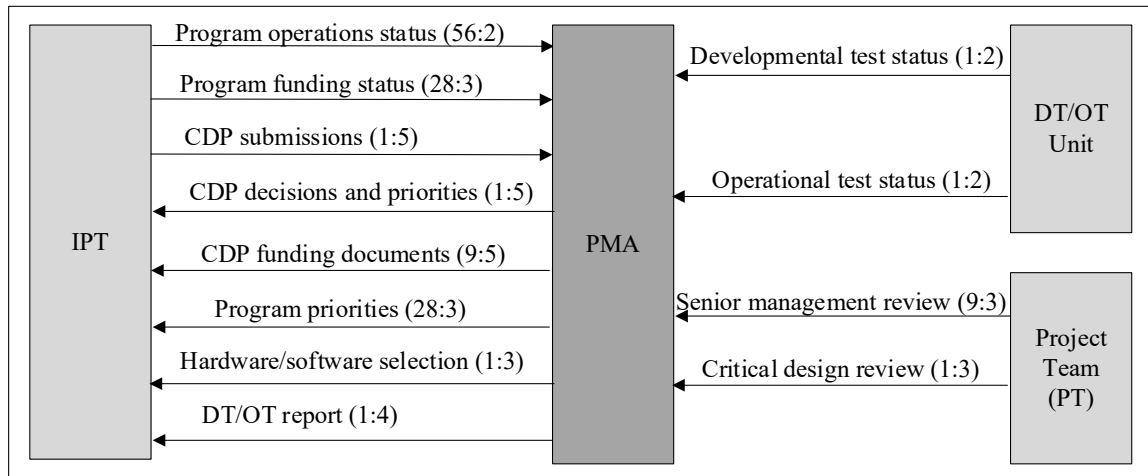 Program operations status (56:2)
Program funding status (28:3)
CDP submissions (1:5)
CDP decisions and priorities (1:5)
CDP funding documents (9:5)
Program priorities (28:3)
Hardware/software selection (1:3)
DT/OT report (1:4)
IPT
PMA
Developmental test status (1:2)
Operational test status (1:2)
DT/OT
Unit
Senior management review (9:3)
Critical design review (1:3)
Project
Team
(PT)